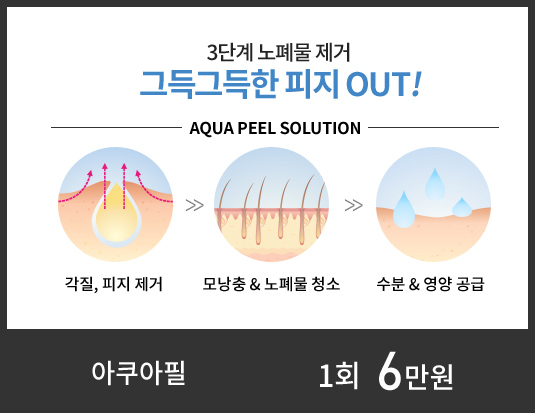 3단계 노폐물 제거
그득그득한 피지 OUT!
AQUA PEEL SOLUTION
각질, 피지 제거
모낭충 & 노폐물 청소
수분 & 영양 공급
아쿠아필 1회 6만원